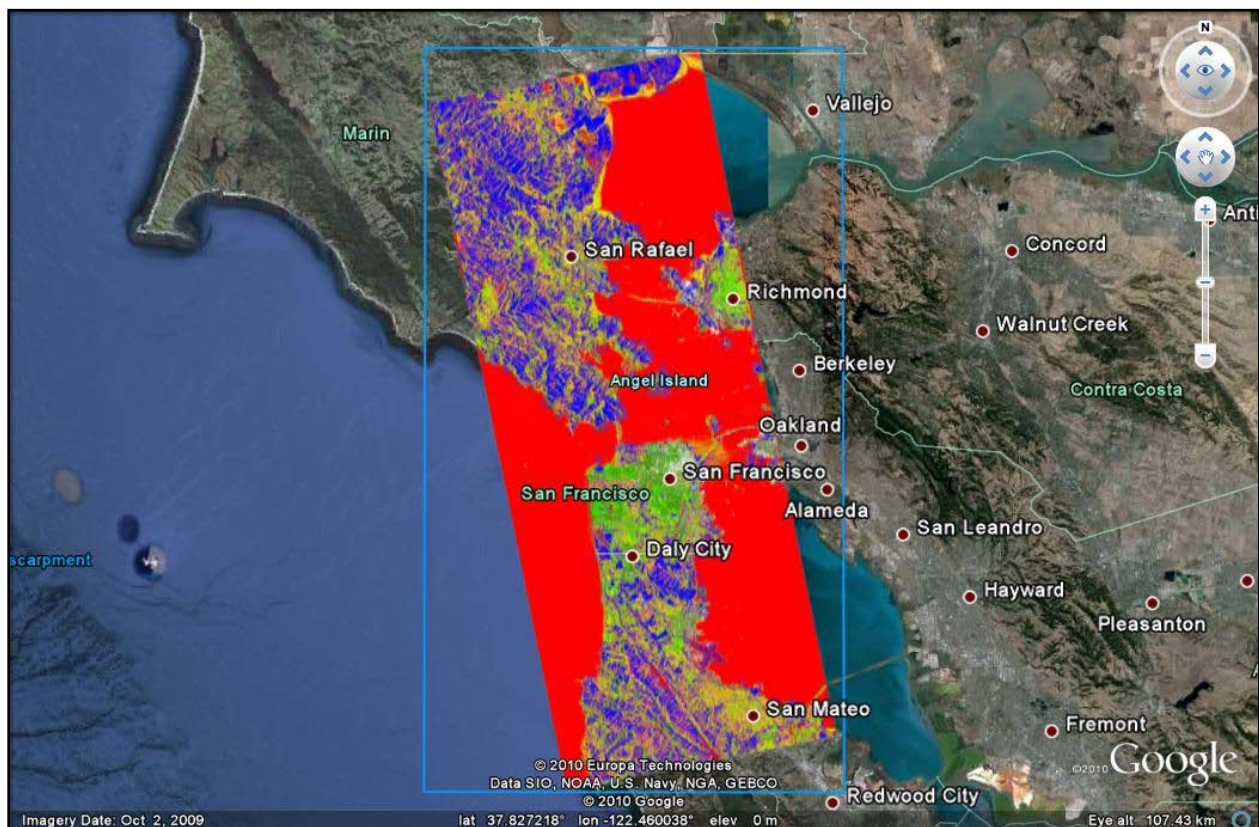 N
Vallejo
Marin
Anti
Concord
San Rafael
Richmond
Walnut Creek
Berkeley
Angel Island
Contra Costa
Oakland
San Francisco
San Francisco
Alameda
San Leandro
Daly City
scarpment
Hayward
Pleasanton
San Mateo
Fremont
© 2010 Europa Technologies
Data SIO, NOAA, U.S. Navy, NGA, GEBCO
© 2010 Google
©2010 Google
Redwood City
Imagery Date: Oct 2, 2009 lat 37.827218° lon -122.460038° elev 0 m Eye alt 107.43 km